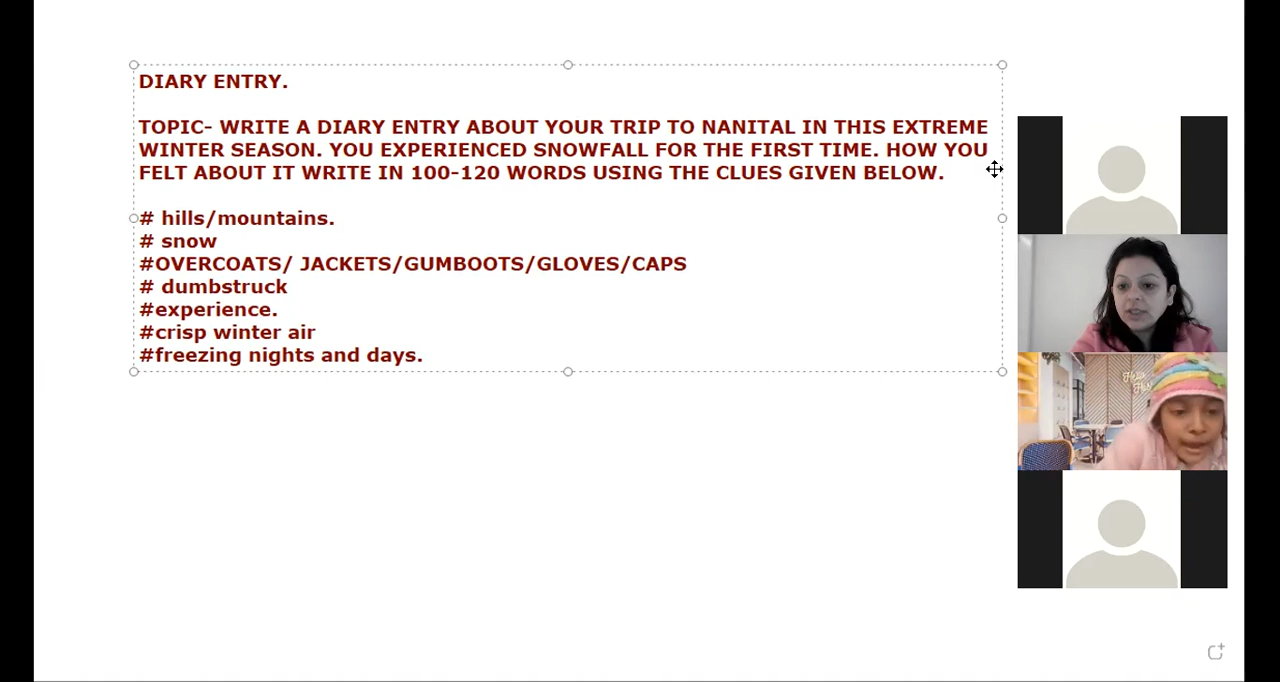 DIARY ENTRY.
TOPIC- WRITE A DIARY ENTRY ABOUT YOUR TRIP TO NANITAL IN THIS EXTREME
WINTER SEASON. YOU EXPERIENCED SNOWFALL FOR THE FIRST TIME. HOW YOU
FELT ABOUT IT WRITE IN 100-120 WORDS USING THE CLUES GIVEN BELOW.
# hills/mountains.
# snow
#OVERCOATS/ JACKETS/GUMBOOTS/GLOVES/CAPS
# dumbstruck
#experience.
#crisp winter air
#freezing nights and days.